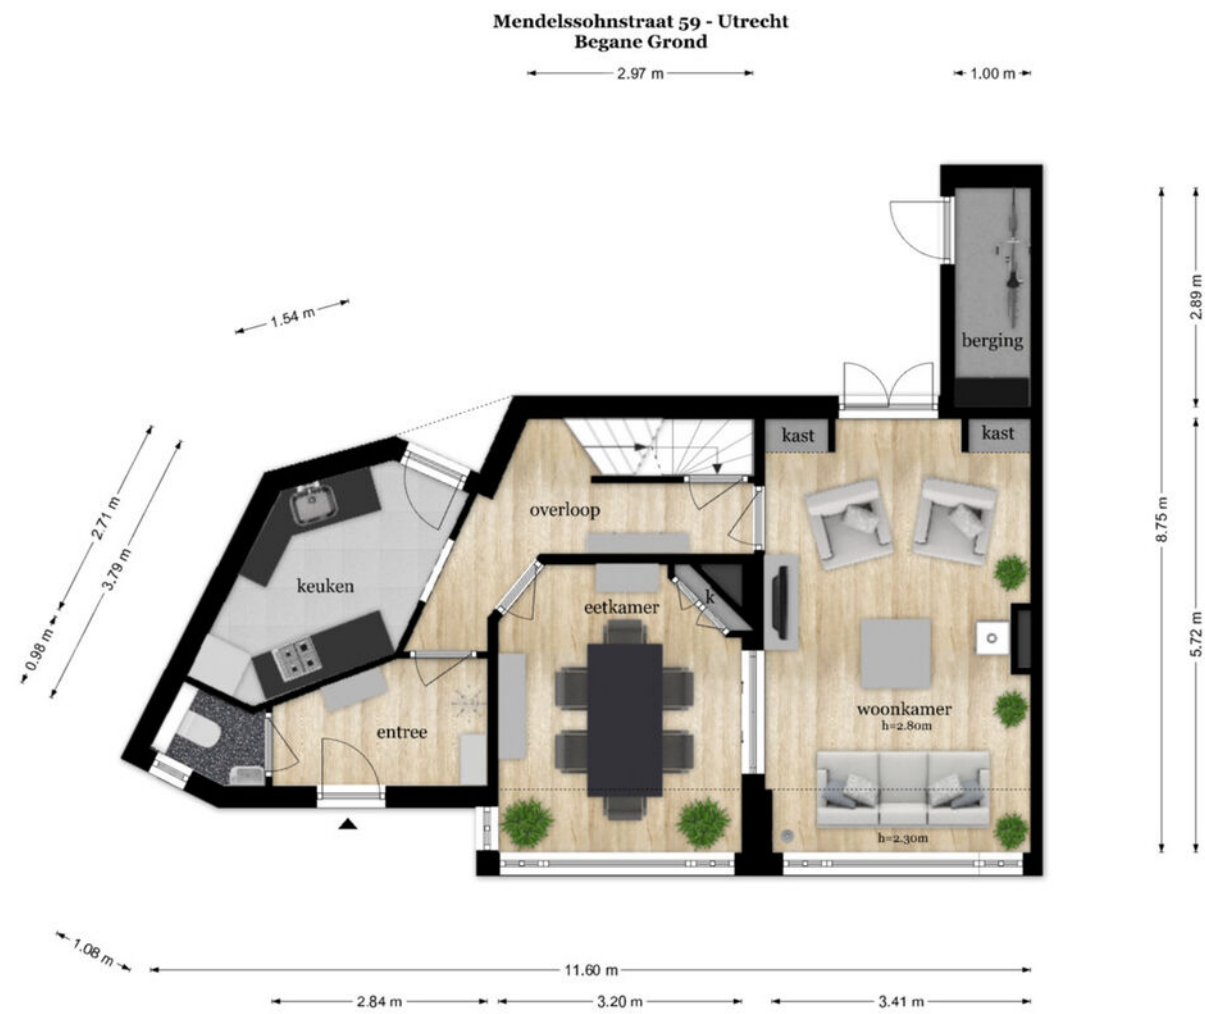 Mendelssohnstraat 59 - Utrecht
Begane Grond
2.97 m
1.00 m
2.89 m
1.54 m
berging
kast
kast
2.71 m
3.79 m
8.75 m
overloop
keuken
eetkamer
k
0.98 m
5.72 m
woonkamer
h=2.80m
entree
h=2.30m
1.08 m
11.60 m
2.84 m
3.20 m
3.41 m